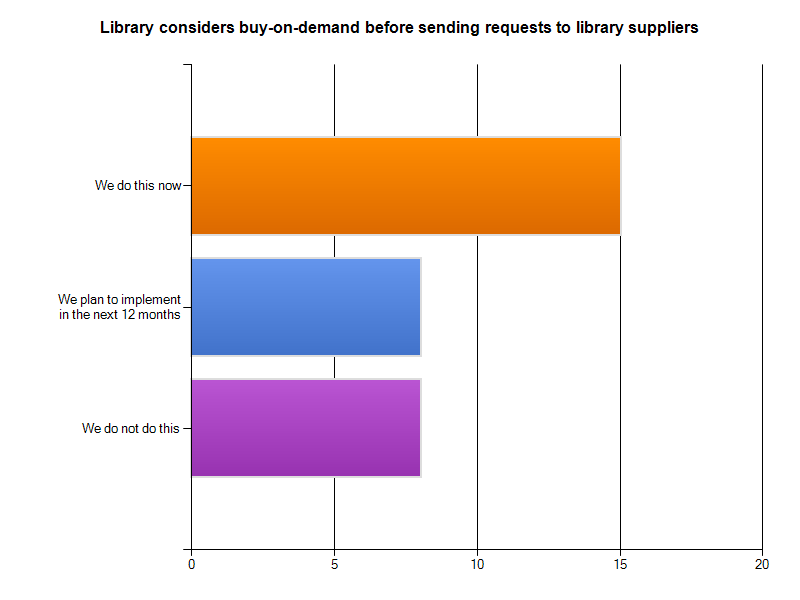 Library considers buy-on-demand before sending requests to library suppliers
We do this now
We plan to implement
in the next 12 months
We do not do this
0 5 10 15 20